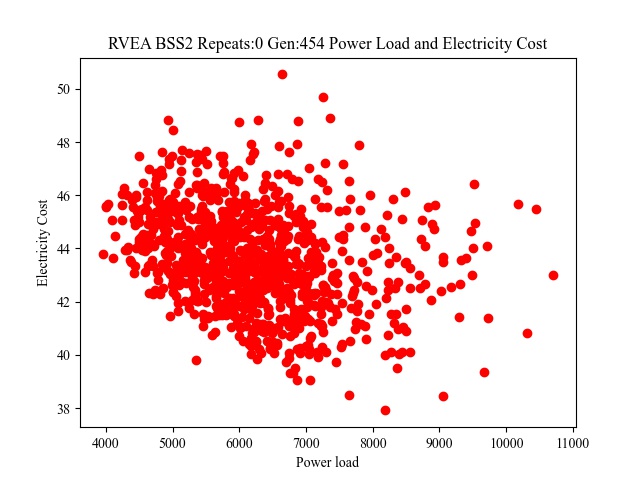 RVEA BSS2 Repeats:0 Gen:454 Power Load and Electricity Cost
Electricity Cost
50
48
46
44
42
40
38
4000 5000 6000 7000 8000 9000 10000 11000
Power load